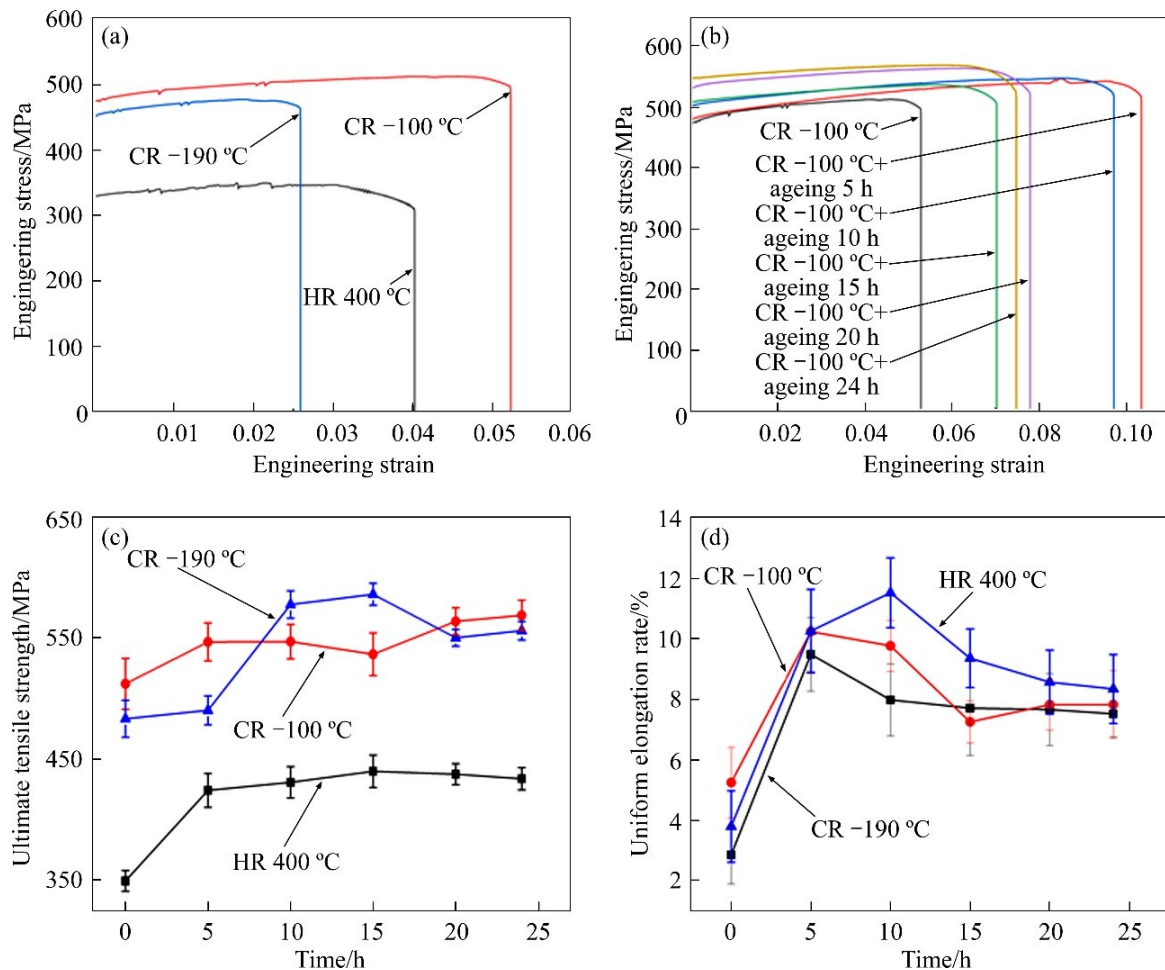 (a)
600
500
400
300
200
100
0
Engingering stress/MPa
CR −100 ºC
CR −190 ºC
HR 400 ºC
0.01
0.02
0.03
0.04
0.05
0.06
Engineering strain
(b)
600
500
400
300
200
100
0
Engingering stress/MPa
CR −100 ºC
CR −100 ºC+
ageing 5 h
CR −100 ºC+
ageing 10 h
CR −100 ºC+
ageing 15 h
CR −100 ºC+
ageing 20 h
CR −100 ºC+
ageing 24 h
0.02
0.04
0.06
0.08
0.10
Engineering strain
(c)
650
550
450
350
Ultimate tensile strength/MPa
CR −190 ºC
CR −100 ºC
HR 400 ºC
0
5
10
15
20
25
Time/h
(d)
14
12
10
8
6
4
2
Uniform elongation rate/%
CR −100 ºC
HR 400 ºC
CR −190 ºC
0
5
10
15
20
25
Time/h